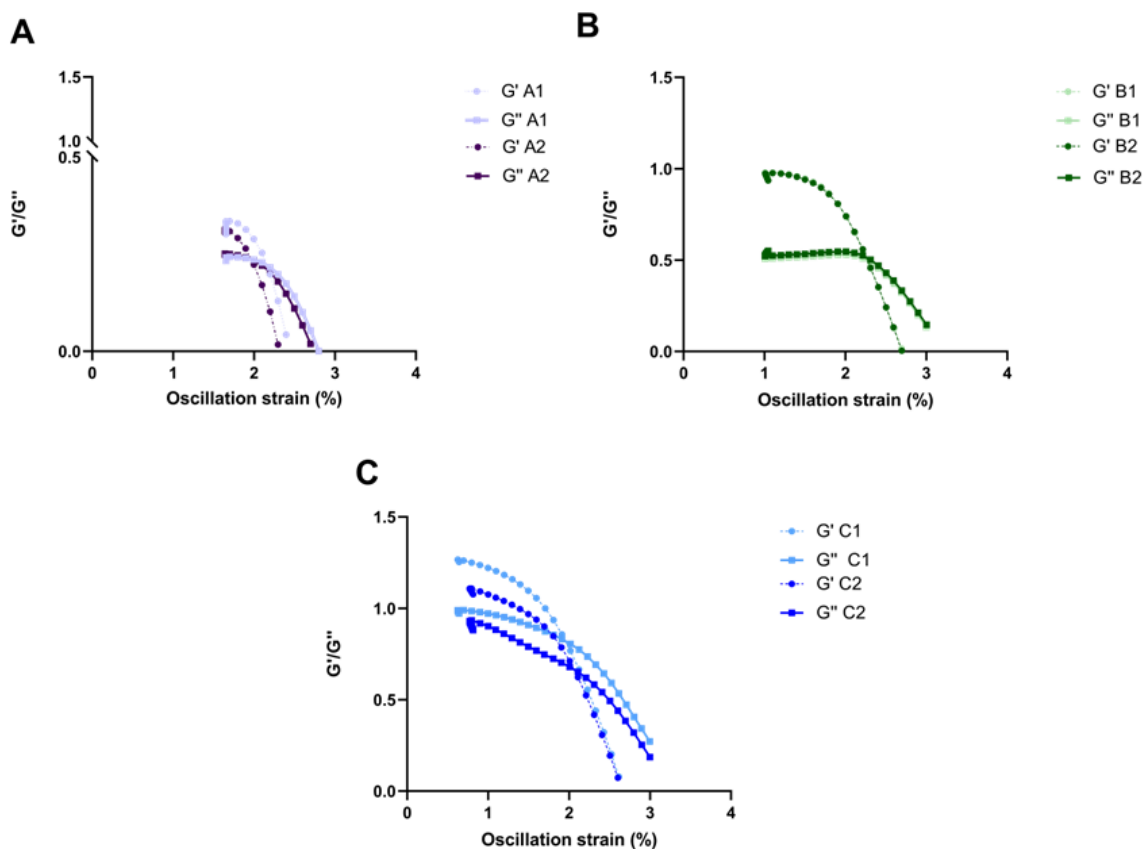 A
1.5
1.0
0.5
0.0
G'/G''
0 1 2 3 4
Oscillation strain (%)
G' A1
G'' A1
G' A2
G'' A2
B
1.5
1.0
0.5
0.0
G'/G''
0 1 2 3 4
Oscillation strain (%)
G' B1
G'' B1
G' B2
G'' B2
C
1.5
1.0
0.5
0.0
G'/G''
0 1 2 3 4
Oscillation strain (%)
G' C1
G'' C1
G' C2
G'' C2